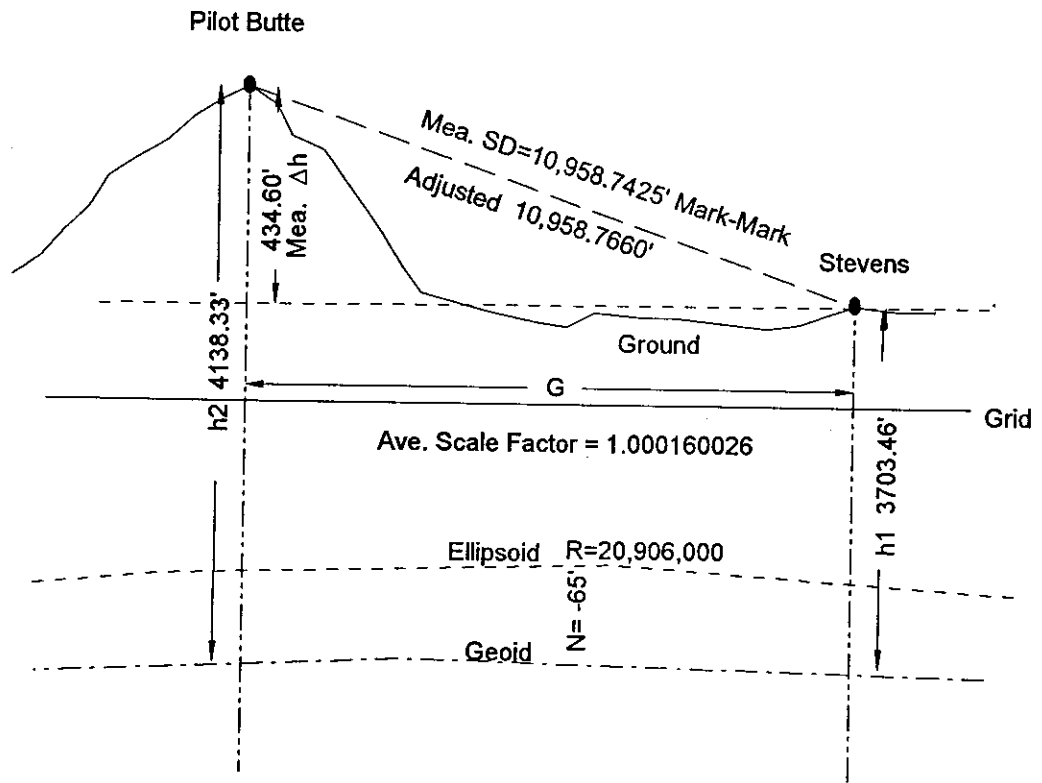 Pilot Butte
Mea. SD=10,958.7425' Mark-Mark
Adjusted 10,958.7660'
434.60'
Mea. Δh
Stevens
h2 4138.33'
Ground
G
Grid
Ave. Scale Factor = 1.000160026
h1 3703.46'
Ellipsoid R=20,906,000
N= -65'
Geoid